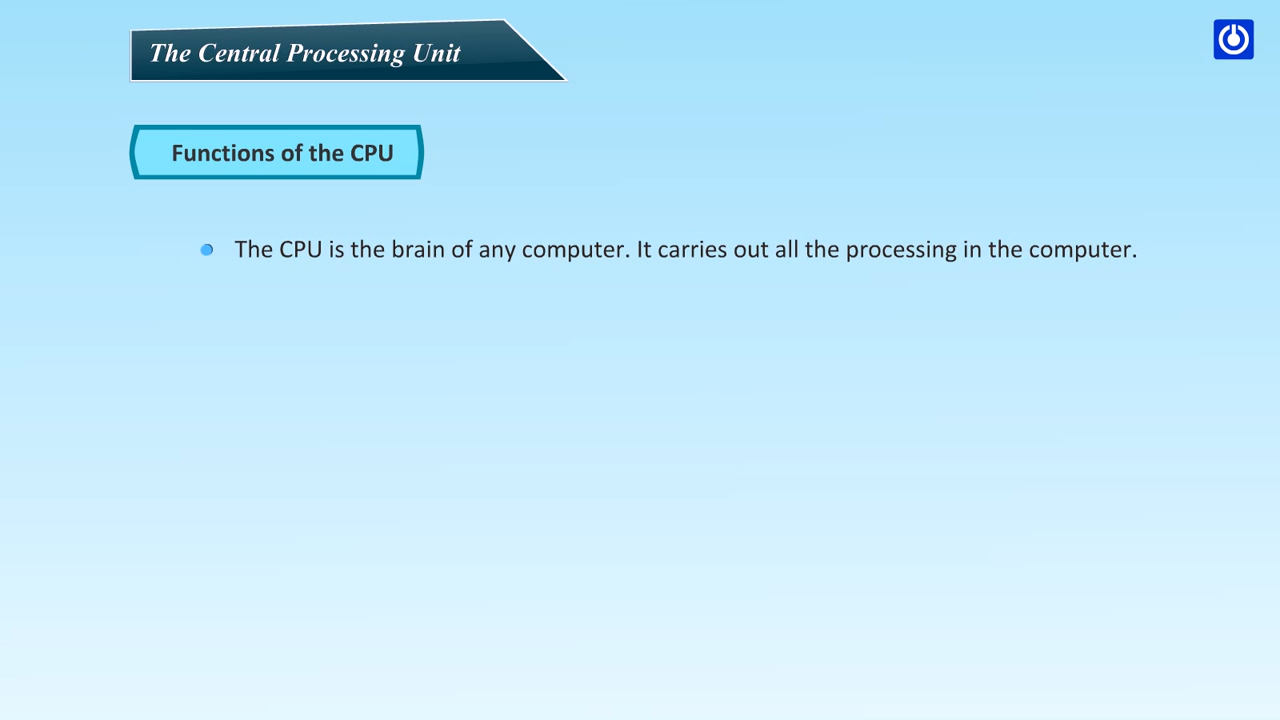 The Central Processing Unit
Functions of the CPU
The CPU is the brain of any computer. It carries out all the processing in the computer.